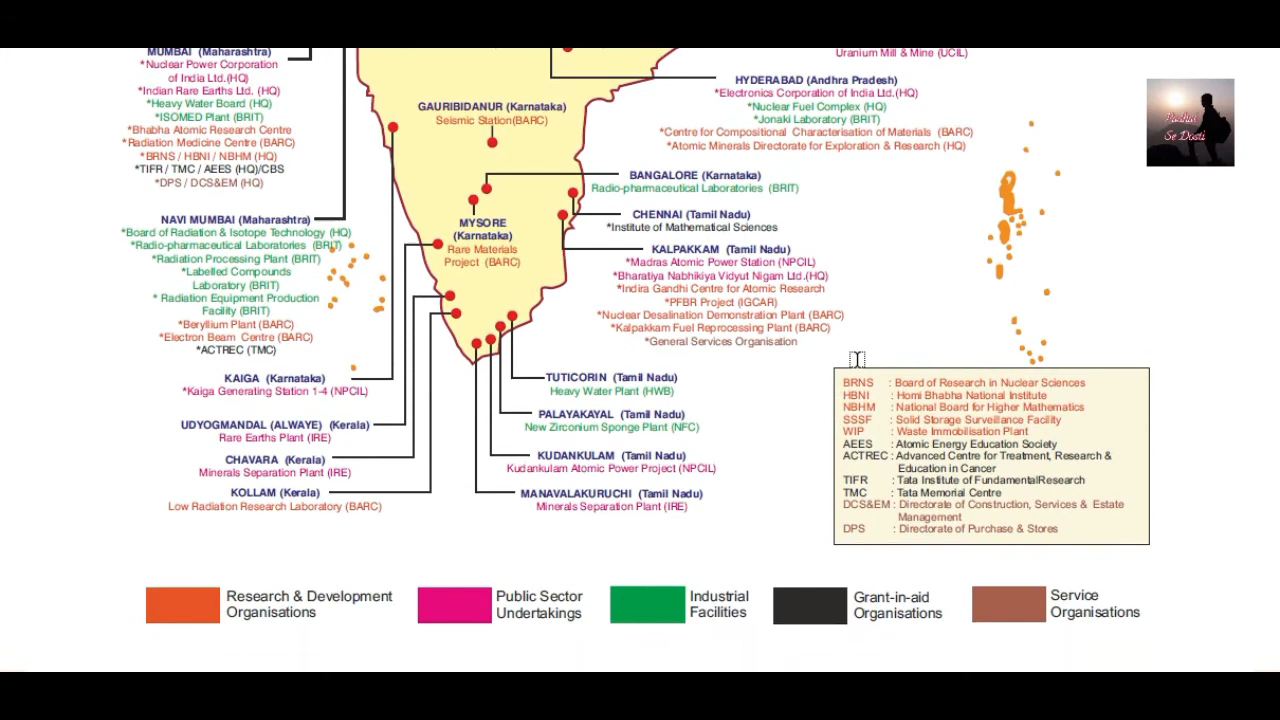 MUMBAI (Maharashtra)
*Nuclear Power Corporation
of India Ltd.(HQ)
*Indian Rare Earths Ltd. (HQ)
*Heavy Water Board (HQ)
*ISOMED Plant (BRIT)
*Bhabha Atomic Research Centre
*Radiation Medicine Centre (BARC)
*BRNS / HBNI / NBHM (HQ)
*TIFR / TMC / AEES (HQ)/CBS
*DPS / DCS&EM (HQ)
NAVI MUMBAI (Maharashtra)
*Board of Radiation & Isotope Technology (HQ)
*Radio-pharmaceutical Laboratories (BRIT)
*Radiation Processing Plant (BRIT)
*Labelled Compounds
Laboratory (BRIT)
* Radiation Equipment Production
Facility (BRIT)
*Beryllium Plant (BARC)
*Electron Beam Centre (BARC)
*ACTREC (TMC)
KAIGA (Karnataka)
*Kaiga Generating Station 1-4 (NPCIL)
UDYOGMANDAL (ALWAYE) (Kerala)
Rare Earths Plant (IRE)
CHAVARA (Kerala)
Minerals Separation Plant (IRE)
KOLLAM (Kerala)
Low Radiation Research Laboratory (BARC)
GAURIBIDANUR (Karnataka)
Seismic Station(BARC)
MYSORE
(Karnataka)
Rare Materials
Project (BARC)
Uranium Mill & Mine (UCIL)
HYDERABAD (Andhra Pradesh)
*Electronics Corporation of India Ltd.(HQ)
*Nuclear Fuel Complex (HQ)
*Jonaki Laboratory (BRIT)
*Centre for Compositional Characterisation of Materials (BARC)
*Atomic Minerals Directorate for Exploration & Research (HQ)
BANGALORE (Karnataka)
Radio-pharmaceutical Laboratories (BRIT)
CHENNAI (Tamil Nadu)
*Institute of Mathematical Sciences
KALPAKKAM (Tamil Nadu)
*Madras Atomic Power Station (NPCIL)
*Bharatiya Nabhikiya Vidyut Nigam Ltd.(HQ)
*Indira Gandhi Centre for Atomic Research
*PFBR Project (IGCAR)
*Nuclear Desalination Demonstration Plant (BARC)
*Kalpakkam Fuel Reprocessing Plant (BARC)
*General Services Organisation
TUTICORIN (Tamil Nadu)
Heavy Water Plant (HWB)
PALAYAKAYAL (Tamil Nadu)
New Zirconium Sponge Plant (NFC)
KUDANKULAM (Tamil Nadu)
Kudankulam Atomic Power Project (NPCIL)
MANAVALAKURUCHI (Tamil Nadu)
Minerals Separation Plant (IRE)
Padhai
Se Dosti
BRNS : Board of Research in Nuclear Sciences
HBNI : Homi Bhabha National Institute
NBHM : National Board for Higher Mathematics
SSSF : Solid Storage Surveillance Facility
WIP : Waste Immobilisation Plant
AEES : Atomic Energy Education Society
ACTREC : Advanced Centre for Treatment, Research &
Education in Cancer
TIFR : Tata Institute of FundamentalResearch
TMC : Tata Memorial Centre
DCS&EM : Directorate of Construction, Services & Estate
Management
DPS : Directorate of Purchase & Stores
Research & Development
Organisations
Public Sector
Undertakings
Industrial
Facilities
Grant-in-aid
Organisations
Service
Organisations